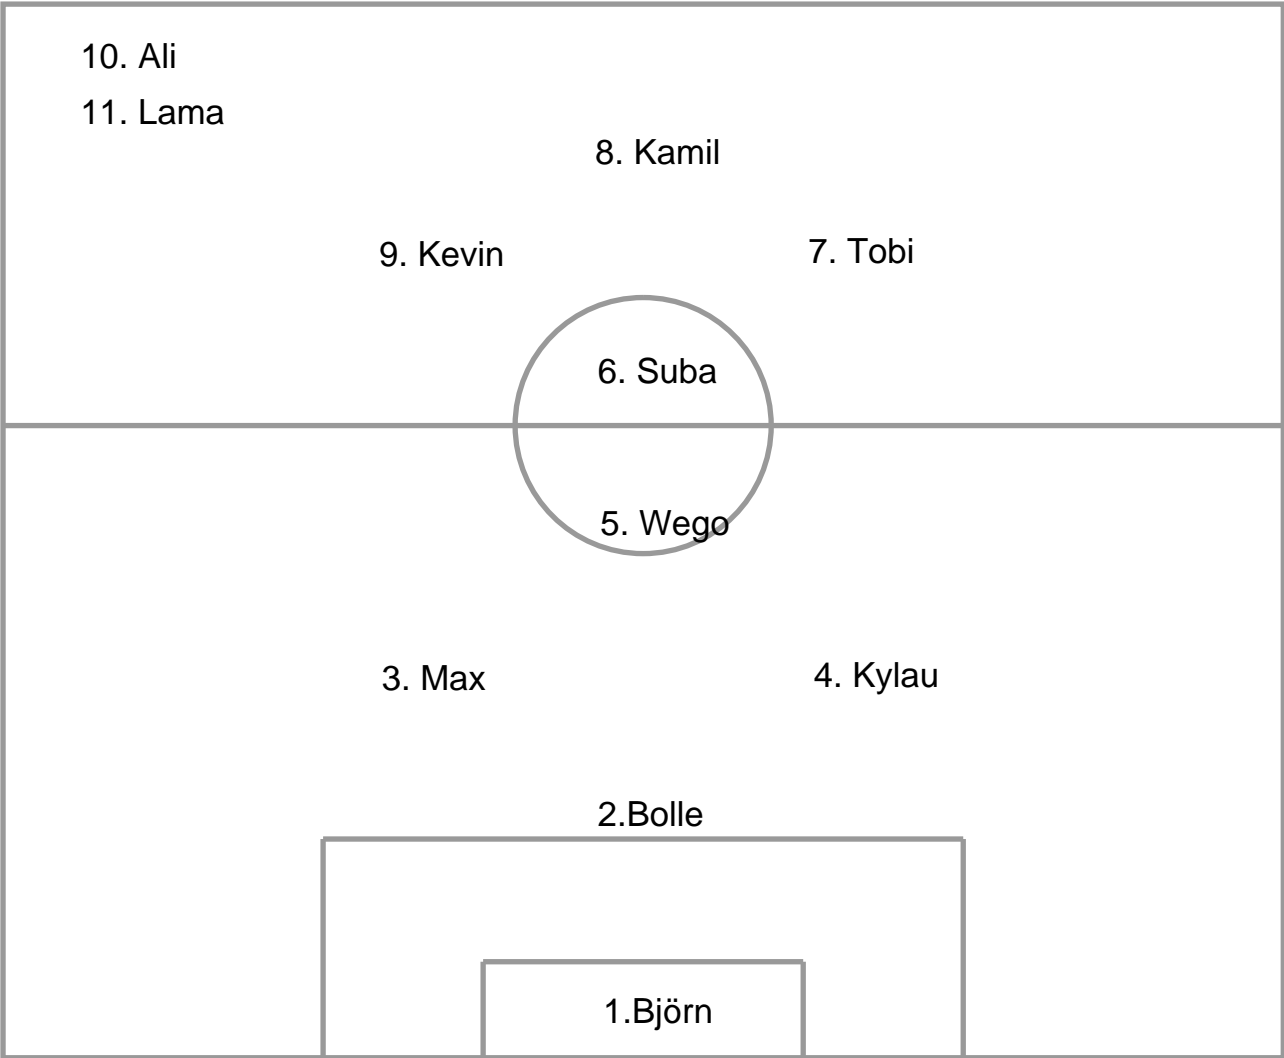 10. Ali
11. Lama
8. Kamil
9. Kevin
7. Tobi
6. Suba
5. Wego
3. Max
4. Kylau
2.Bolle
1.Björn